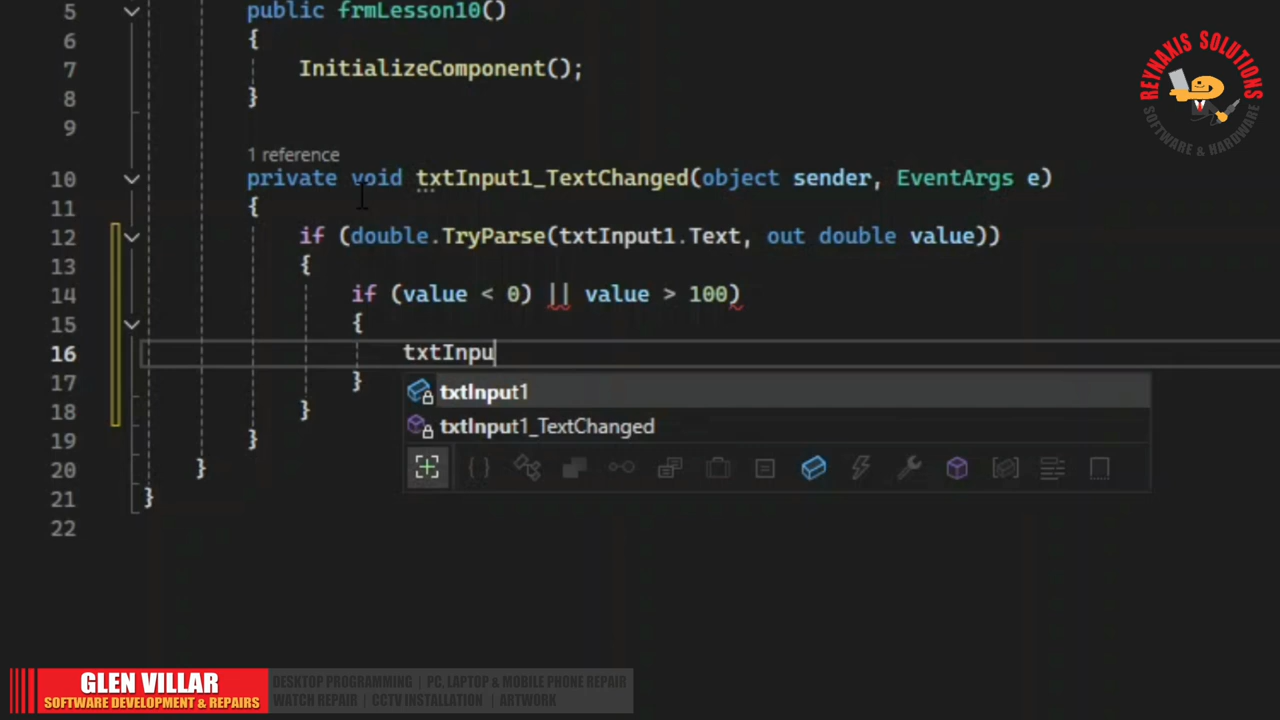 5 public frmLesson10()
6 {
7 InitializeComponent();
8 }
9
1 reference
10 private void txtInput1_TextChanged(object sender, EventArgs e)
11 {
12 if (double.TryParse(txtInput1.Text, out double value))
13 {
14 if (value < 0) || value > 100)
15 {
16 txtInpu
17 }
txtInput1
18 }
txtInput1_TextChanged
19 }
20 }
21 }
22
REYNAXIS SOLUTIONS
SOFTWARE & HARDWARE
GLEN VILLAR
SOFTWARE DEVELOPMENT & REPAIRS
DESKTOP PROGRAMMING | PC, LAPTOP & MOBILE PHONE REPAIR
WATCH REPAIR | CCTV INSTALLATION | ARTWORK